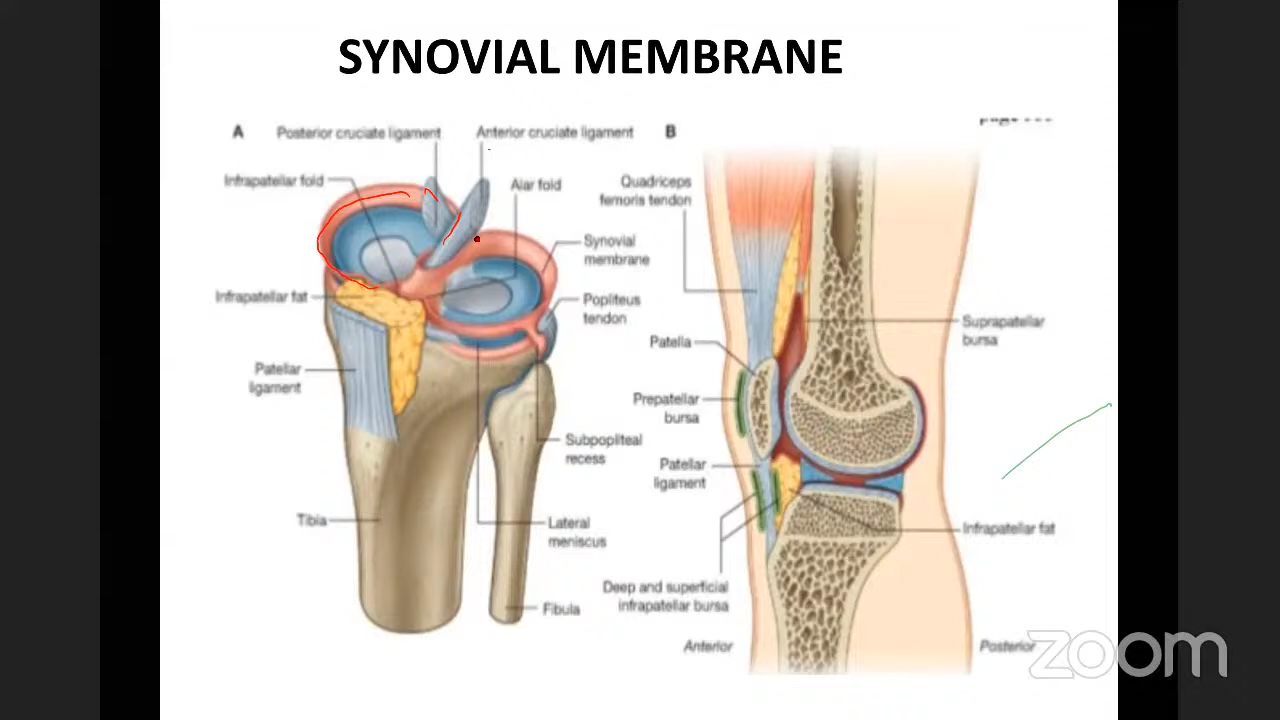 SYNOVIAL MEMBRANE
A
Posterior cruciate ligament
Anterior cruciate ligament
Infrapatellar fold
Alar fold
Synovial
membrane
Infrapatellar fat
Popliteus
tendon
Patellar
ligament
Subpopliteal
recess
Tibia
Lateral
meniscus
Fibula
B
Quadriceps
femoris tendon
Suprapatellar
bursa
Patella
Prepatellar
bursa
Patellar
ligament
Infrapatellar fat
Deep and superficial
infrapatellar bursa
Anterior
Posterior
zoom